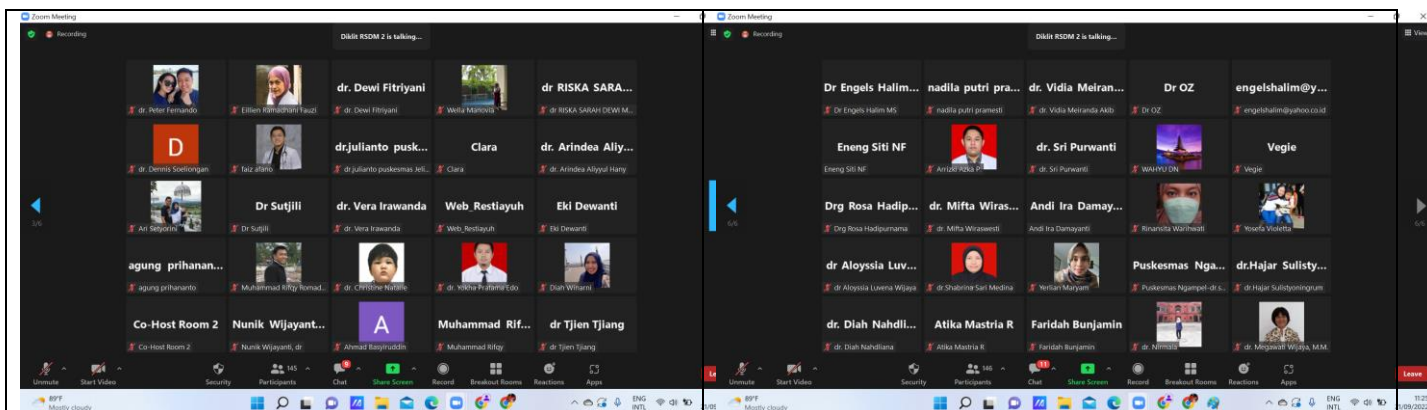 Zoom Meeting
Recording
Diklit RSDM 2 is talking...
dr. Peter Fernando
Eillien Ramadhani Fauzi
dr. Dewi Fitriyani
dr. Dewi Fitriyani
Wella Manovia
dr RISKA SARA...
dr RISKA SARAH DEWI M...
D
dr. Dennis Soeliongan
faiz afano
dr.julianto pusk...
dr.julianto puskesmas Jeli...
Clara
Clara
dr. Arindea Aliy...
dr. Arindea Aliyyul Hany
3/6
Ari Setyorini
Dr Sutjili
Dr Sutjili
dr. Vera Irawanda
dr. Vera Irawanda
Web_Restiayuh
Web_Restiayuh
Eki Dewanti
Eki Dewanti
agung prihanan...
agung prihananto
Muhammad Rifqy Romad...
dr. Christine Natalie
dr. Yekha Pratama Edo
Diah Winarni
Co-Host Room 2
Co-Host Room 2
Nunik Wijayant...
Nunik Wijayanti, dr
A
Ahmad Basyiruddin
Muhammad Rif...
Muhammad Rifqy
dr Tjien Tjiang
dr Tjien Tjiang
Unmute
Start Video
Security
145
Participants
9
Chat
Share Screen
Record
Breakout Rooms
Reactions
Apps
89°F
Mostly cloudy
ENG
INTL
Zoom Meeting
Recording
Diklit RSDM 2 is talking...
View
Dr Engels Halim...
Dr Engels Halim MS
nadila putri pra...
nadila putri pramesti
dr. Vidia Meiran...
dr. Vidia Meiranda Akib
Dr OZ
Dr OZ
engelshalim@y...
engelshalim@yahoo.co.id
Eneng Siti NF
Eneng Siti NF
Arrizlo Azka P.
dr. Sri Purwanti
dr. Sri Purwanti
WAHYU DN
Vegie
Vegie
6/6
Drg Rosa Hadip...
Drg Rosa Hadipurnama
dr. Mifta Wiras...
dr. Mifta Wiraswesti
Andi Ira Damay...
Andi Ira Damayanti
Rinansita Warihwati
Yosefa Violetta
6/6
dr Aloyssia Luv...
dr Aloyssia Luvena Wijaya
dr.Shabrina Sari Medina
Yerlian Maryam
Puskesmas Nga...
Puskesmas Ngampel-dr.s...
dr.Hajar Sulisty...
dr.Hajar Sulistyoningrum
dr. Diah Nahdli...
dr. Diah Nahdliana
Atika Mastria R
Atika Mastria R
Faridah Bunjamin
Faridah Bunjamin
dr. Nirmala
dr. Megawati Wijaya, M.M.
Unmute
Start Video
Security
146
Participants
11
Chat
Share Screen
Record
Breakout Rooms
Reactions
Apps
Leave
89°F
Mostly cloudy
ENG
INTL